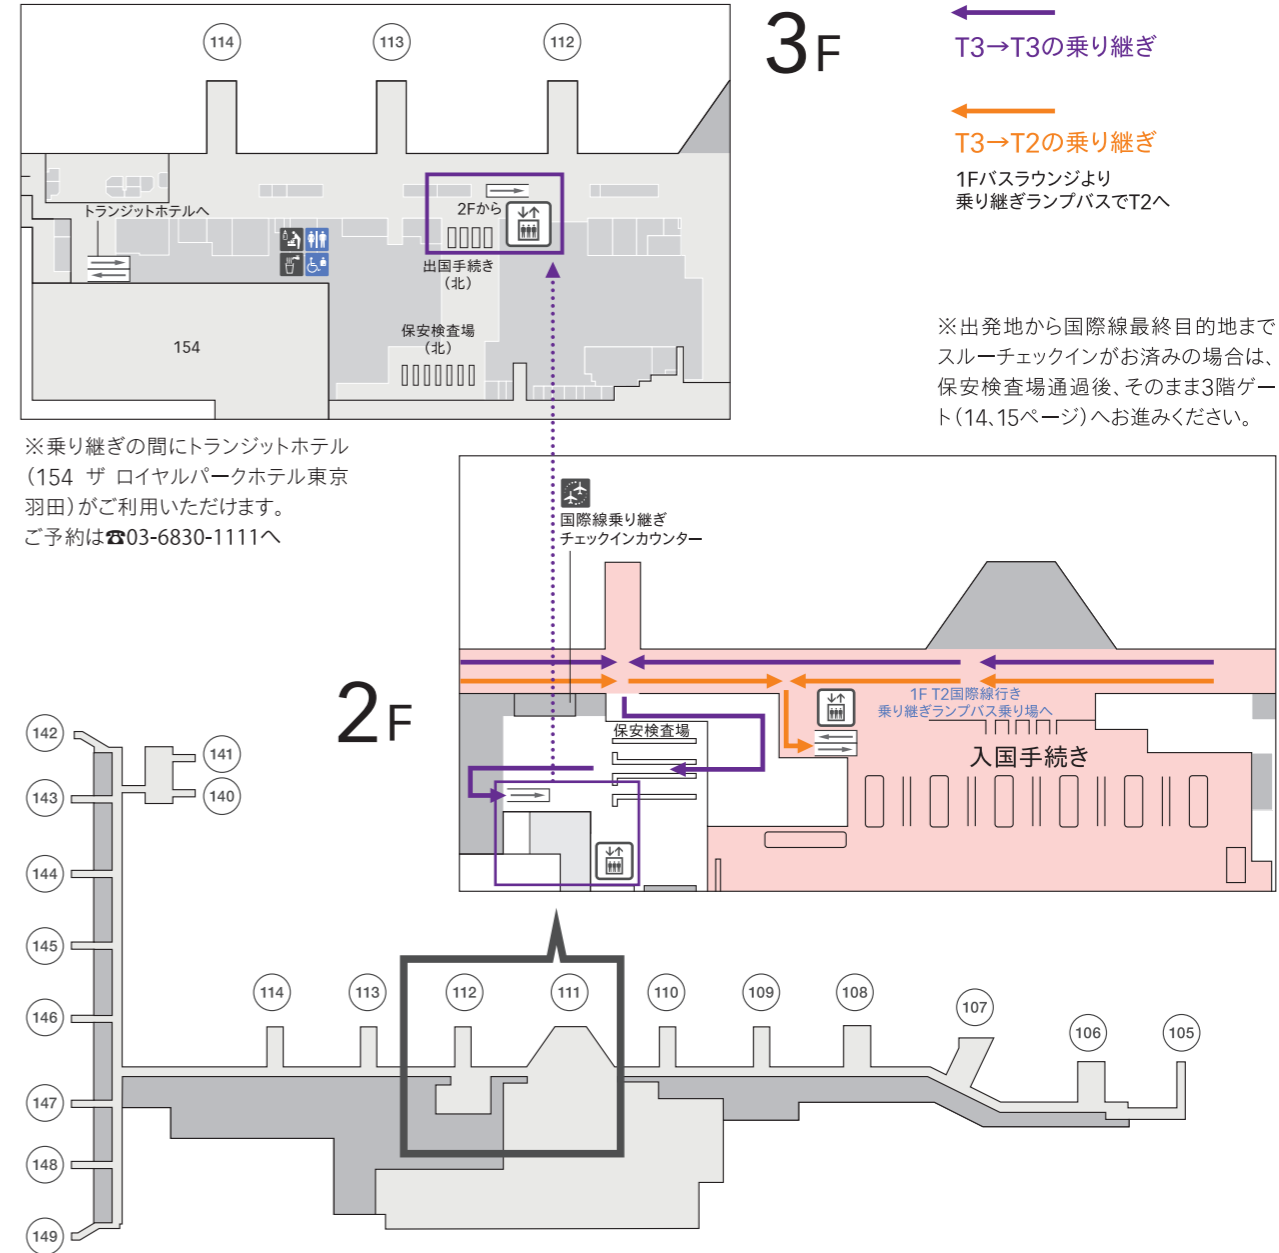 114
113
112
3F
T3→T3の乗り継ぎ
T3→T2の乗り継ぎ
1Fバスラウンジより
乗り継ぎランプバスでT2へ
トランジットホテルへ
2Fから
出国手続き
(北)
保安検査場
(北)
154
※出発地から国際線最終目的地まで
スルーチェックインがお済みの場合は、
保安検査場通過後、そのまま3階ゲー
ト(14、15ページ)へお進みください。
※乗り継ぎの間にトランジットホテル
(154 ザ ロイヤルパークホテル東京
羽田)がご利用いただけます。
ご予約は☎03-6830-1111へ
国際線乗り継ぎ
チェックインカウンター
2F
1F T2国際線行き
乗り継ぎランプバス乗り場へ
保安検査場
入国手続き
142
141
143
140
144
145
146
147
148
149
114
113
112
111
110
109
108
107
106
105